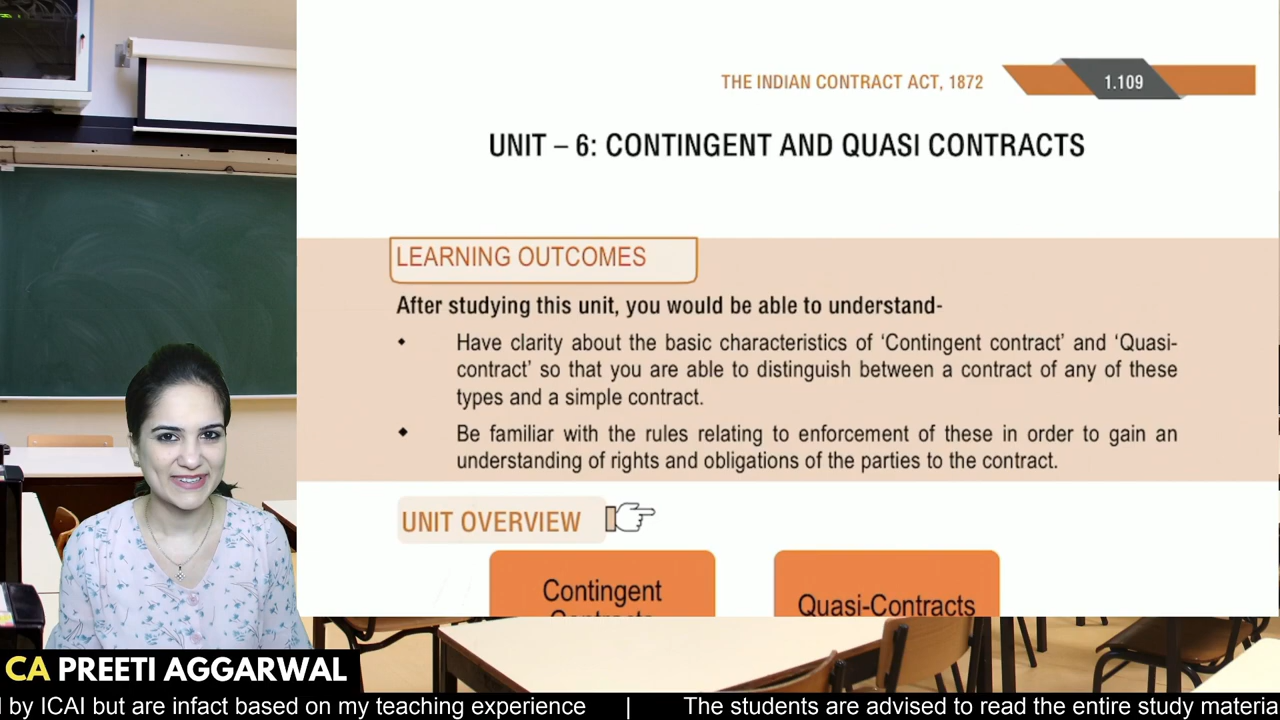 THE INDIAN CONTRACT ACT, 1872
1.109
UNIT – 6: CONTINGENT AND QUASI CONTRACTS
LEARNING OUTCOMES
After studying this unit, you would be able to understand-
Have clarity about the basic characteristics of ‘Contingent contract’ and ‘Quasi-
contract’ so that you are able to distinguish between a contract of any of these
types and a simple contract.
Be familiar with the rules relating to enforcement of these in order to gain an
understanding of rights and obligations of the parties to the contract.
UNIT OVERVIEW
Contingent
Contracts
Quasi-Contracts
CA PREETI AGGARWAL
by ICAI but are infact based on my teaching experience | The students are advised to read the entire study materia